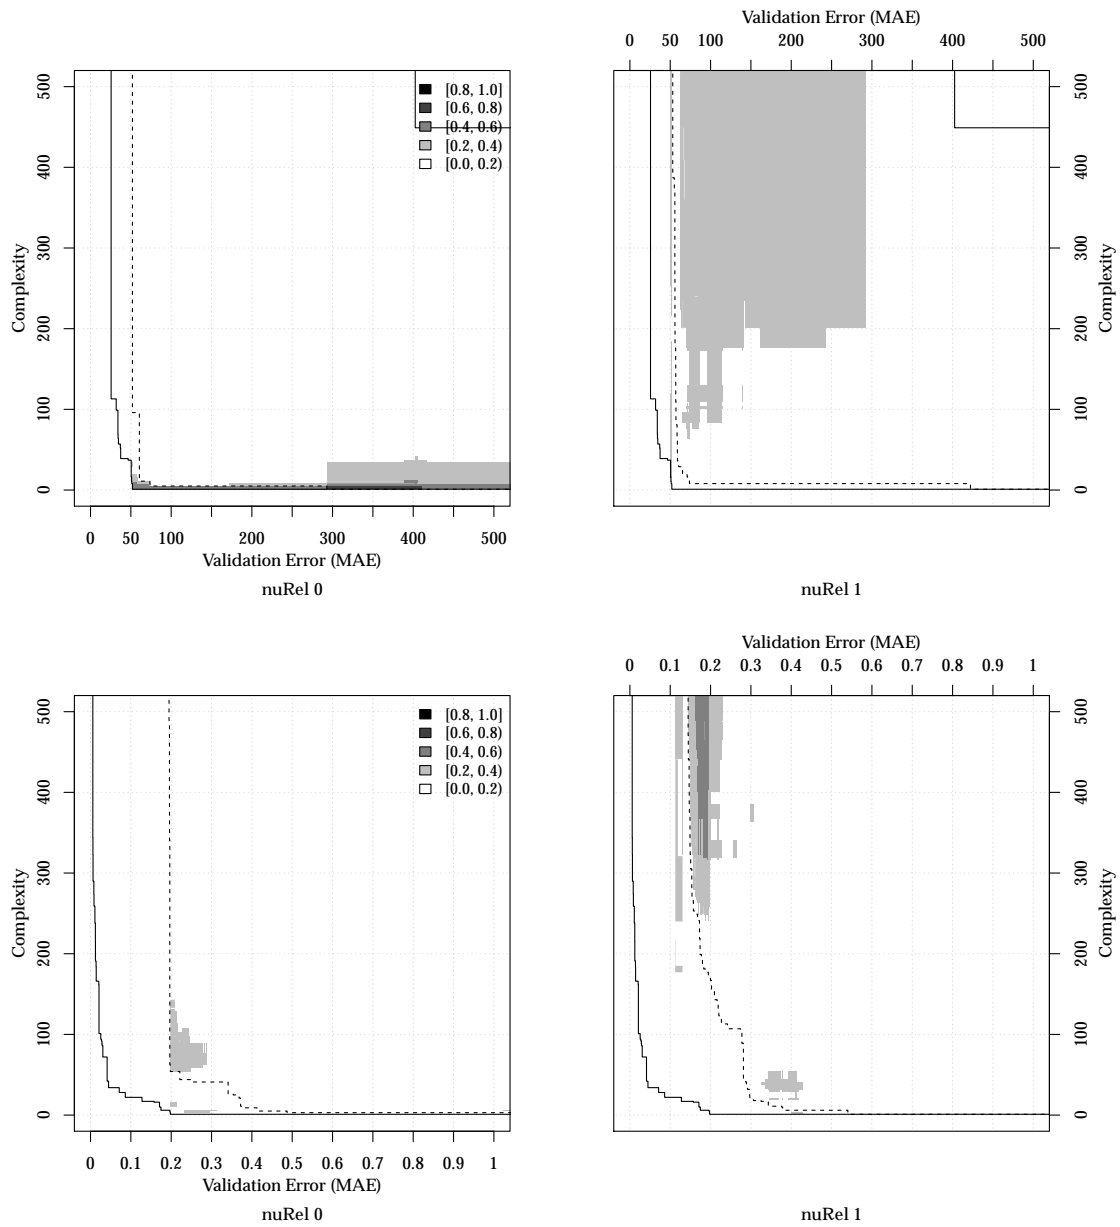 Validation Error (MAE)
0 50 100 200 300 400 500
500
400
300
200
100
0
Complexity
[0.8, 1.0]
[0.6, 0.8)
[0.4, 0.6)
[0.2, 0.4)
[0.0, 0.2)
0 50 100 200 300 400 500
Validation Error (MAE)
nuRel 0
500
400
300
200
100
0
Complexity
nuRel 1
Validation Error (MAE)
0 0.1 0.2 0.3 0.4 0.5 0.6 0.7 0.8 0.9 1
500
400
300
200
100
0
Complexity
[0.8, 1.0]
[0.6, 0.8)
[0.4, 0.6)
[0.2, 0.4)
[0.0, 0.2)
0 0.1 0.2 0.3 0.4 0.5 0.6 0.7 0.8 0.9 1
Validation Error (MAE)
nuRel 0
500
400
300
200
100
0
Complexity
nuRel 1